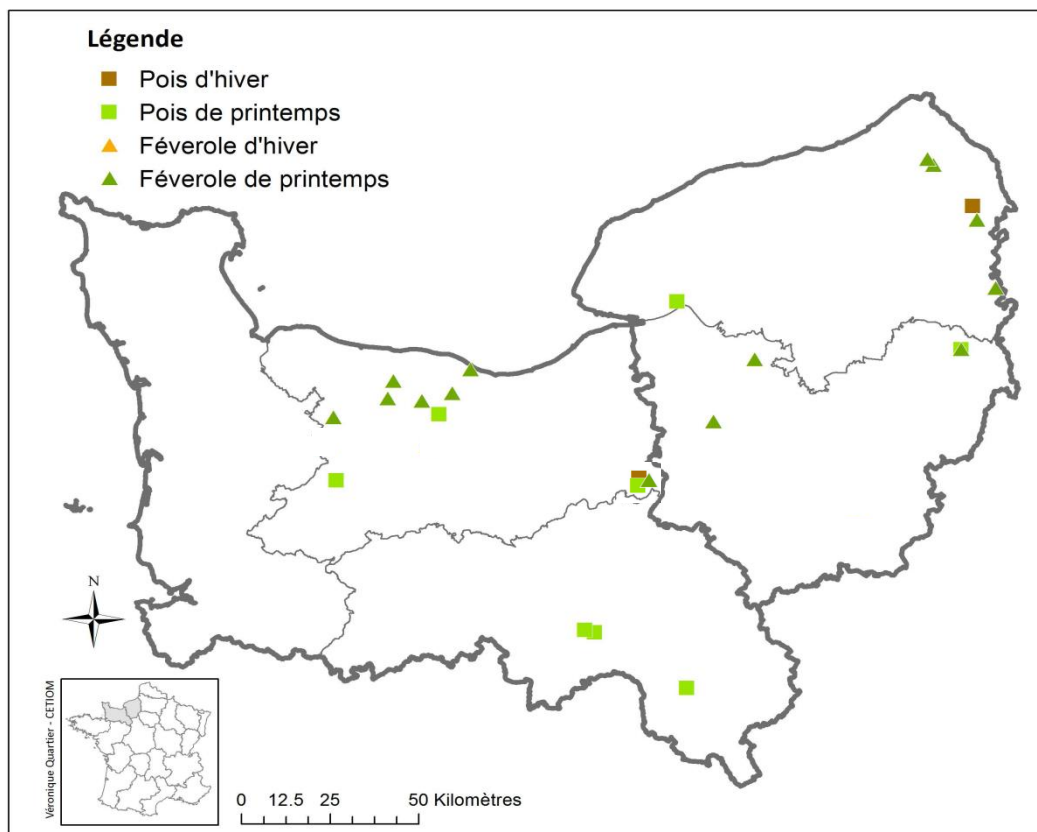 Légende
Pois d'hiver
Pois de printemps
Féverole d'hiver
Féverole de printemps
N
Véronique Quartier - CETIOM
0 12.5 25 50 Kilomètres